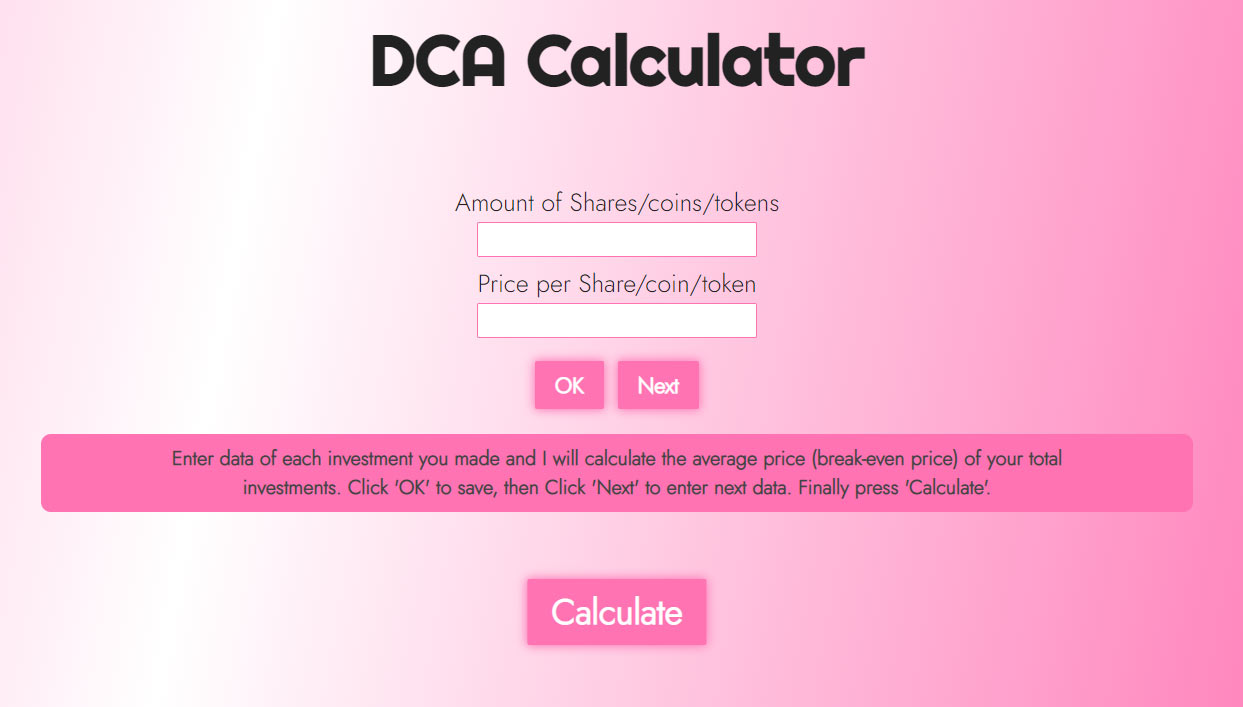 DCA Calculator
Amount of Shares/coins/tokens
Price per Share/coin/token
OK Next
Enter data of each investment you made and I will calculate the average price (break-even price) of your total
investments. Click 'OK' to save, then Click 'Next' to enter next data. Finally press 'Calculate'.
Calculate